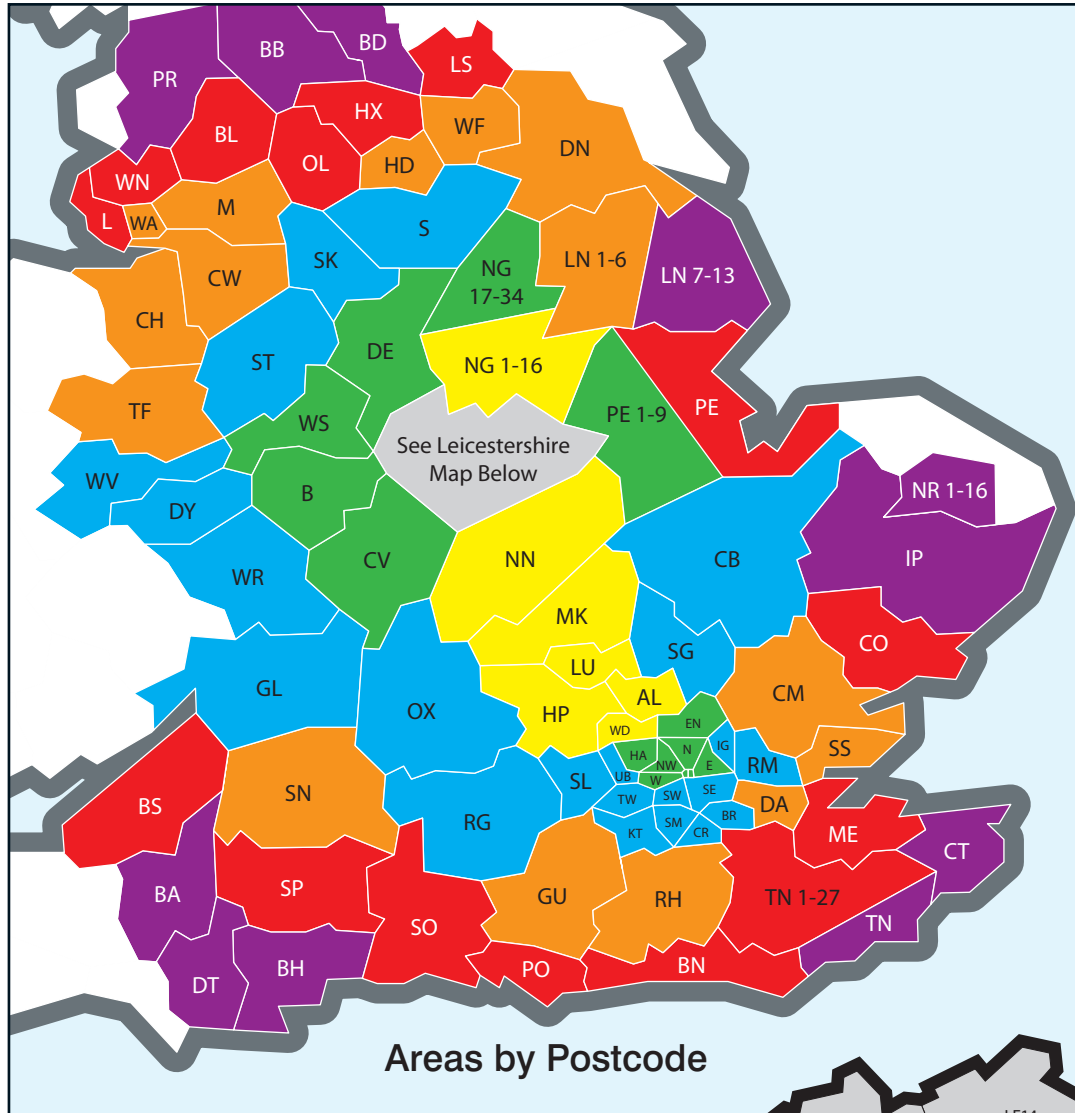 BD
BB
LS
PR
HX
WF
BL
OL
HD
DN
WN
M
L
WA
S
SK
NG
17-34
LN 1-6
LN 7-13
CW
CH
ST
DE
NG 1-16
TF
WS
PE 1-9
PE
See Leicestershire
Map Below
WV
DY
B
NR 1-16
CV
NN
CB
IP
WR
MK
SG
CO
LU
GL
OX
AL
CM
HP
WD
EN
HA
NW
N
IG
E
SS
BS
SN
SL
UB
W
RM
RG
TW
SW
SE
DA
KT
SM
CR
BR
ME
CT
BA
SP
GU
RH
TN 1-27
TN
SO
DT
BH
PO
BN
Areas by Postcode